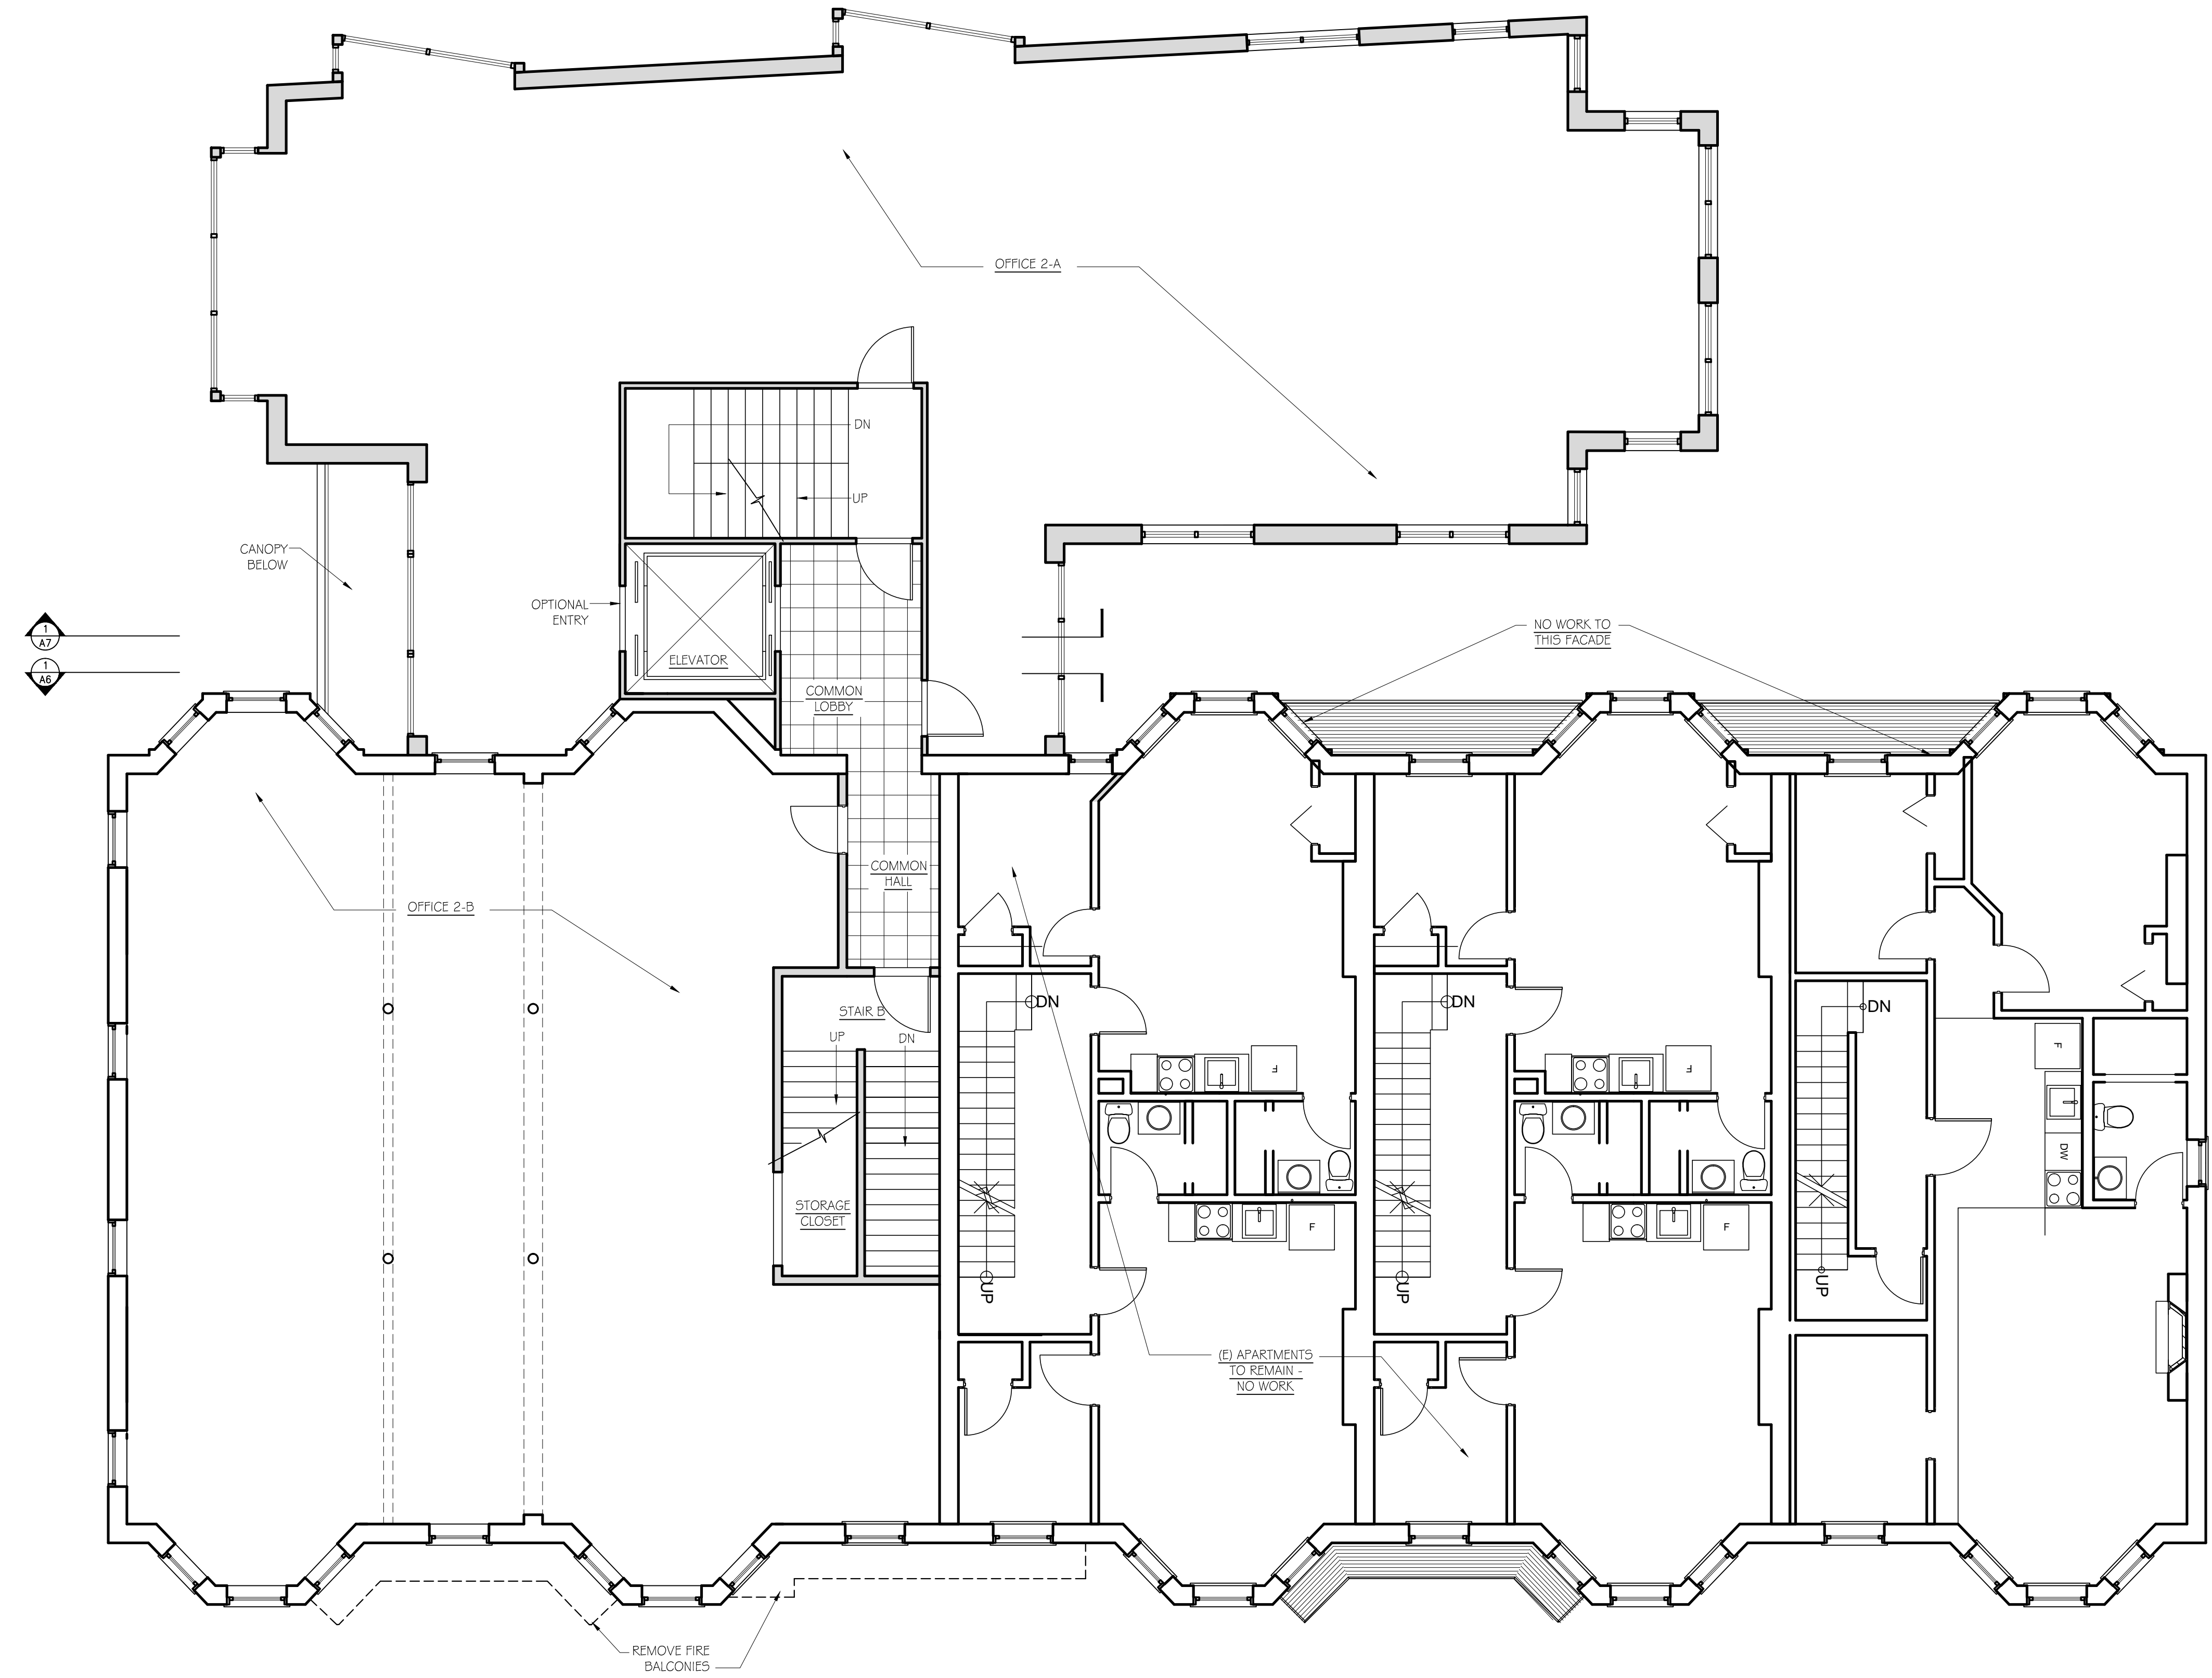 OFFICE 2-A
DN
UP
CANOPY
BELOW
OPTIONAL
ENTRY
ELEVATOR
1
A7
1
A6
NO WORK TO
THIS FACADE
COMMON
LOBBY
COMMON
HALL
OFFICE 2-B
STAIR B
UP
DN
DN
DN
DN
F
F
F
DW
STORAGE
CLOSET
F
F
UP
UP
UP
(E) APARTMENTS
TO REMAIN -
NO WORK
REMOVE FIRE
BALCONIES